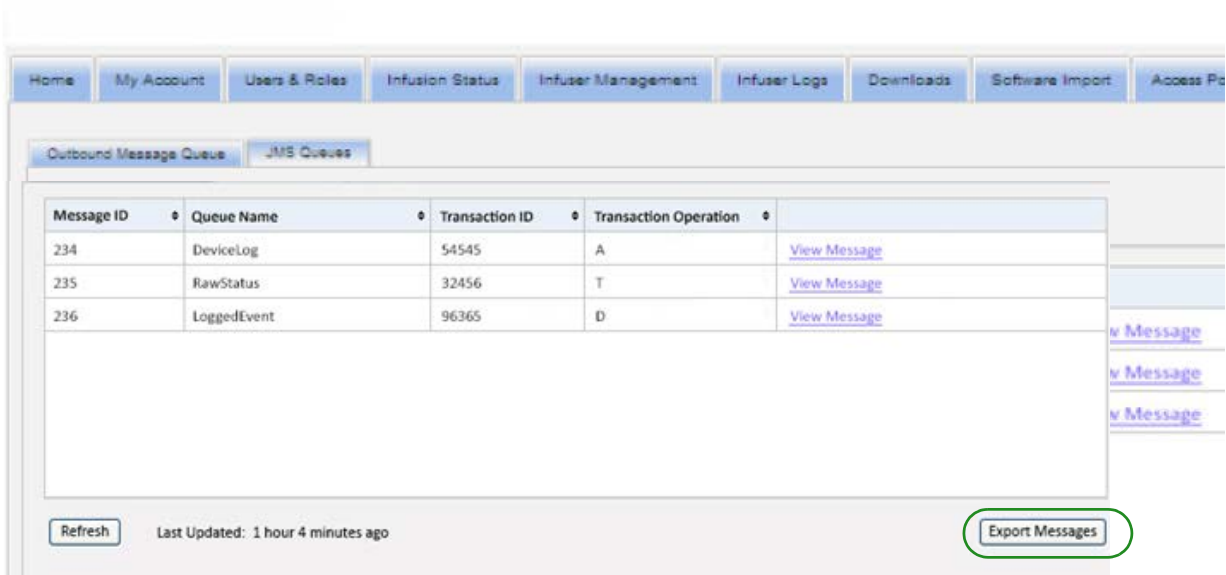 Home My Account Users & Roles Infusion Status Infuser Management Infuser Logs Downloads Software Import Access Po
Outbound Message Queue JMS Queues
Message ID Queue Name Transaction ID Transaction Operation
234 DeviceLog 54545 A View Message
235 RawStatus 32456 T View Message
236 LoggedEvent 96365 D View Message
w Message
w Message
w Message
Refresh Last Updated: 1 hour 4 minutes ago Export Messages